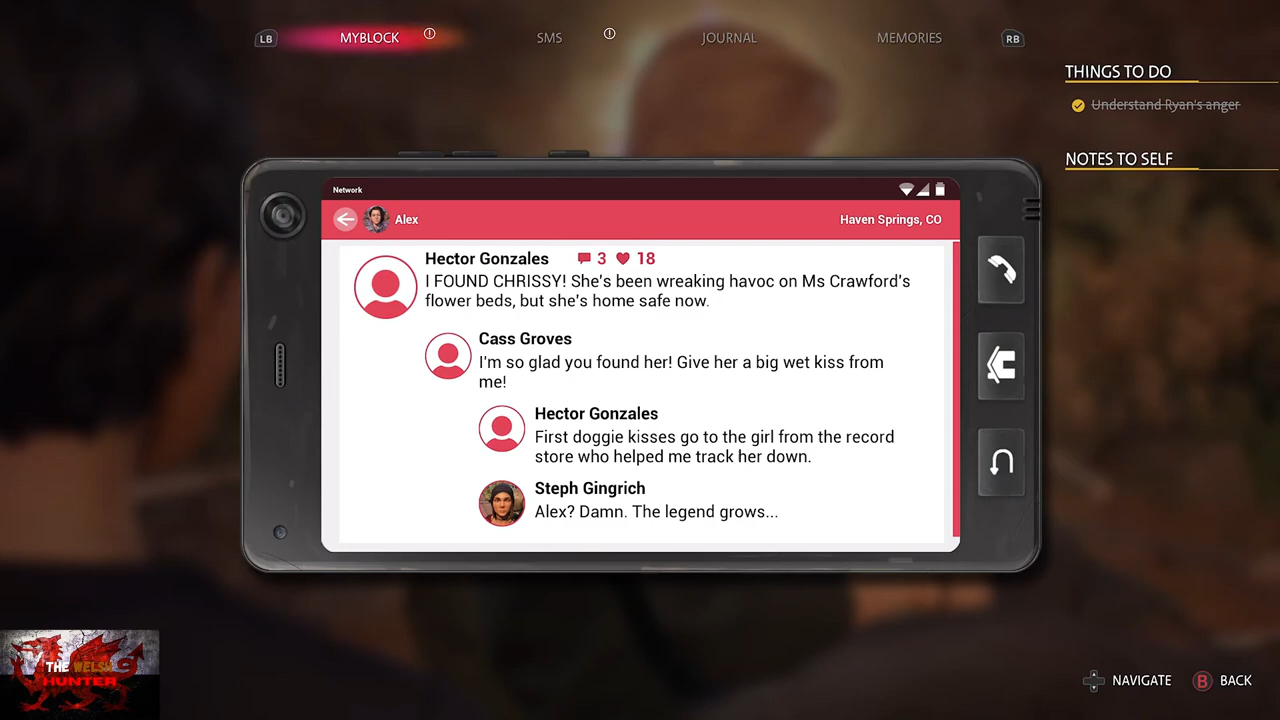 LB
MYBLOCK
SMS
JOURNAL
MEMORIES
RB
THINGS TO DO
Understand Ryan's anger
NOTES TO SELF
Network
Alex
Haven Springs, CO
Hector Gonzales 3 18
I FOUND CHRISSY! She's been wreaking havoc on Ms Crawford's
flower beds, but she's home safe now.
Cass Groves
I'm so glad you found her! Give her a big wet kiss from
me!
Hector Gonzales
First doggie kisses go to the girl from the record
store who helped me track her down.
Steph Gingrich
Alex? Damn. The legend grows...
THE WELSH
HUNTER
NAVIGATE
B BACK